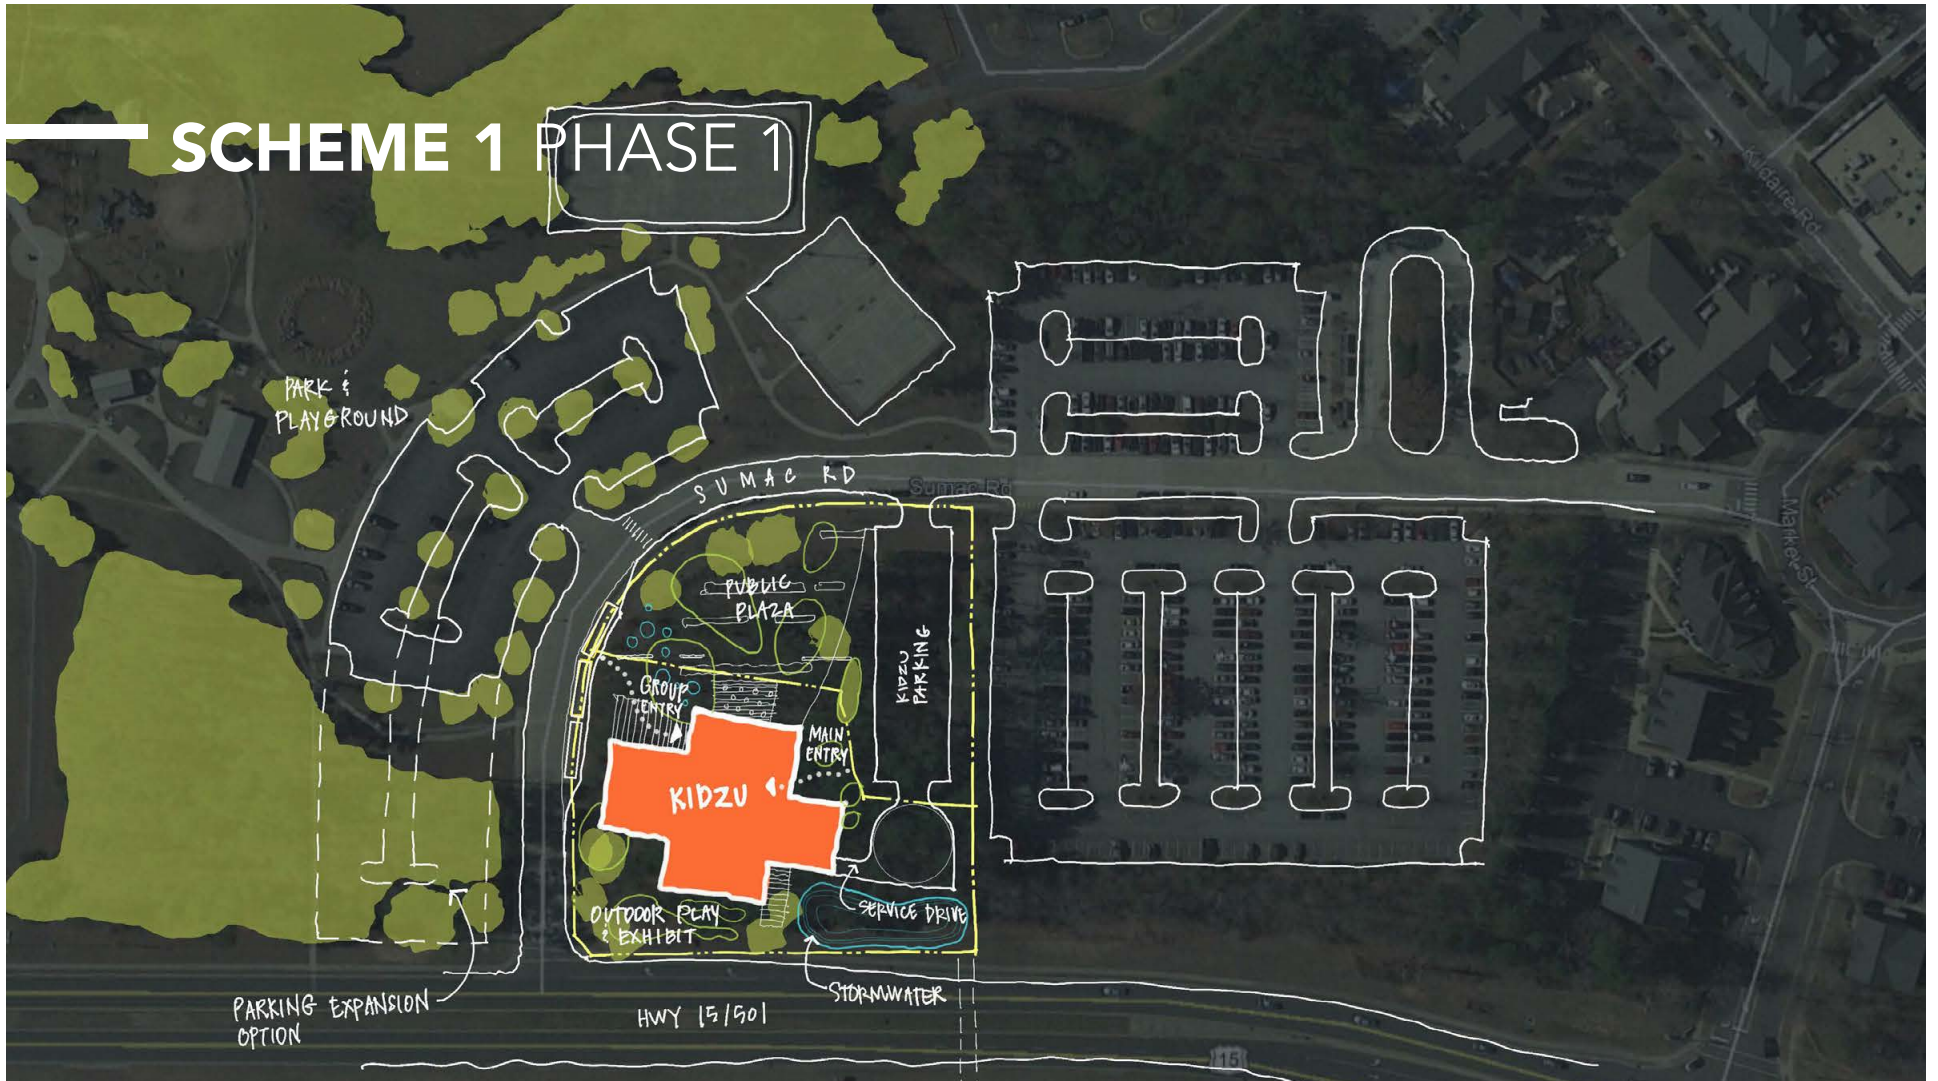 SCHEME 1 PHASE 1
Kildaire Rd
PARK &
PLAYGROUND
SUMAC RD
Sumac Rd
Market St
PUBLIC
PLAZA
KIDZU
PARKING
GROUP
ENTRY
MAIN
ENTRY
KIDZU
OUTDOOR PLAY
& EXHIBIT
SERVICE DRIVE
STORMWATER
PARKING EXPANSION
OPTION
HWY 15/501
15